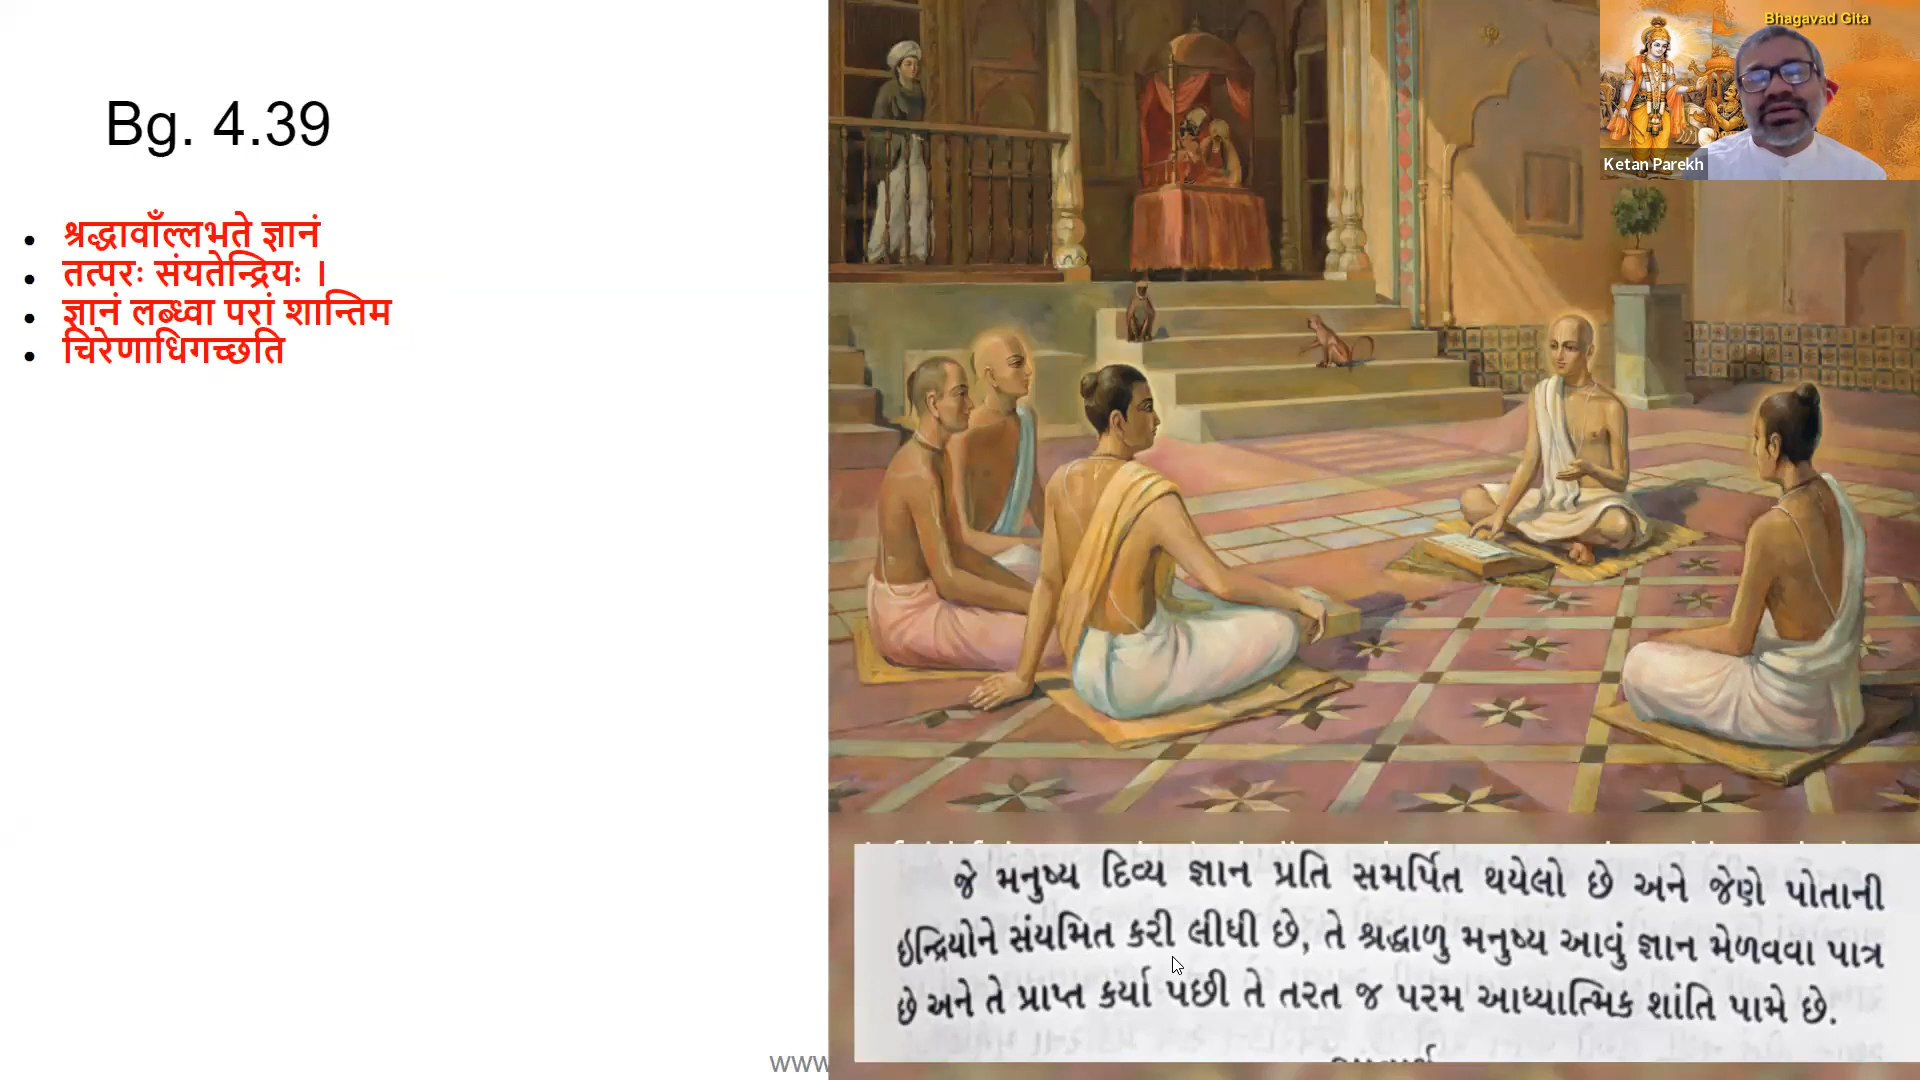 Bg. 4.39
श्रद्धावाँल्लभते ज्ञानं
तत्परः संयतेन्द्रियः ।
ज्ञानं लब्ध्वा परां शान्तिम
चिरेणाधिगच्छति
Bhagavad Gita
Ketan Parekh
જે મનુષ્ય દિવ્ય જ્ઞાન પ્રતિ સમર્પિત થયેલો છે અને જેણે પોતાની
ઇન્દ્રિયોને સંયમિત કરી લીધી છે, તે શ્રદ્ધાળુ મનુષ્ય આવું જ્ઞાન મેળવવા પાત્ર
છે અને તે પ્રાપ્ત કર્યા પછી તે તરત જ પરમ આધ્યાત્મિક શાંતિ પામે છે.
www